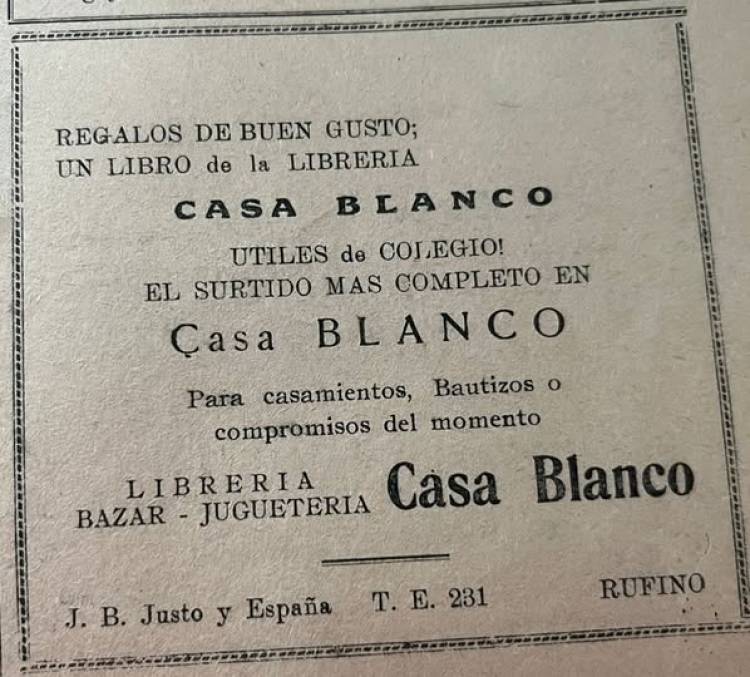 REGALOS DE BUEN GUSTO;
UN LIBRO de la LIBRERIA
CASA BLANCO
UTILES de COLEGIO!
EL SURTIDO MAS COMPLETO EN
Casa BLANCO
Para casamientos, Bautizos o
compromisos del momento
LIBRERIA
BAZAR - JUGUETERIA
Casa Blanco
J. B. Justo y España T. E. 231 RUFINO